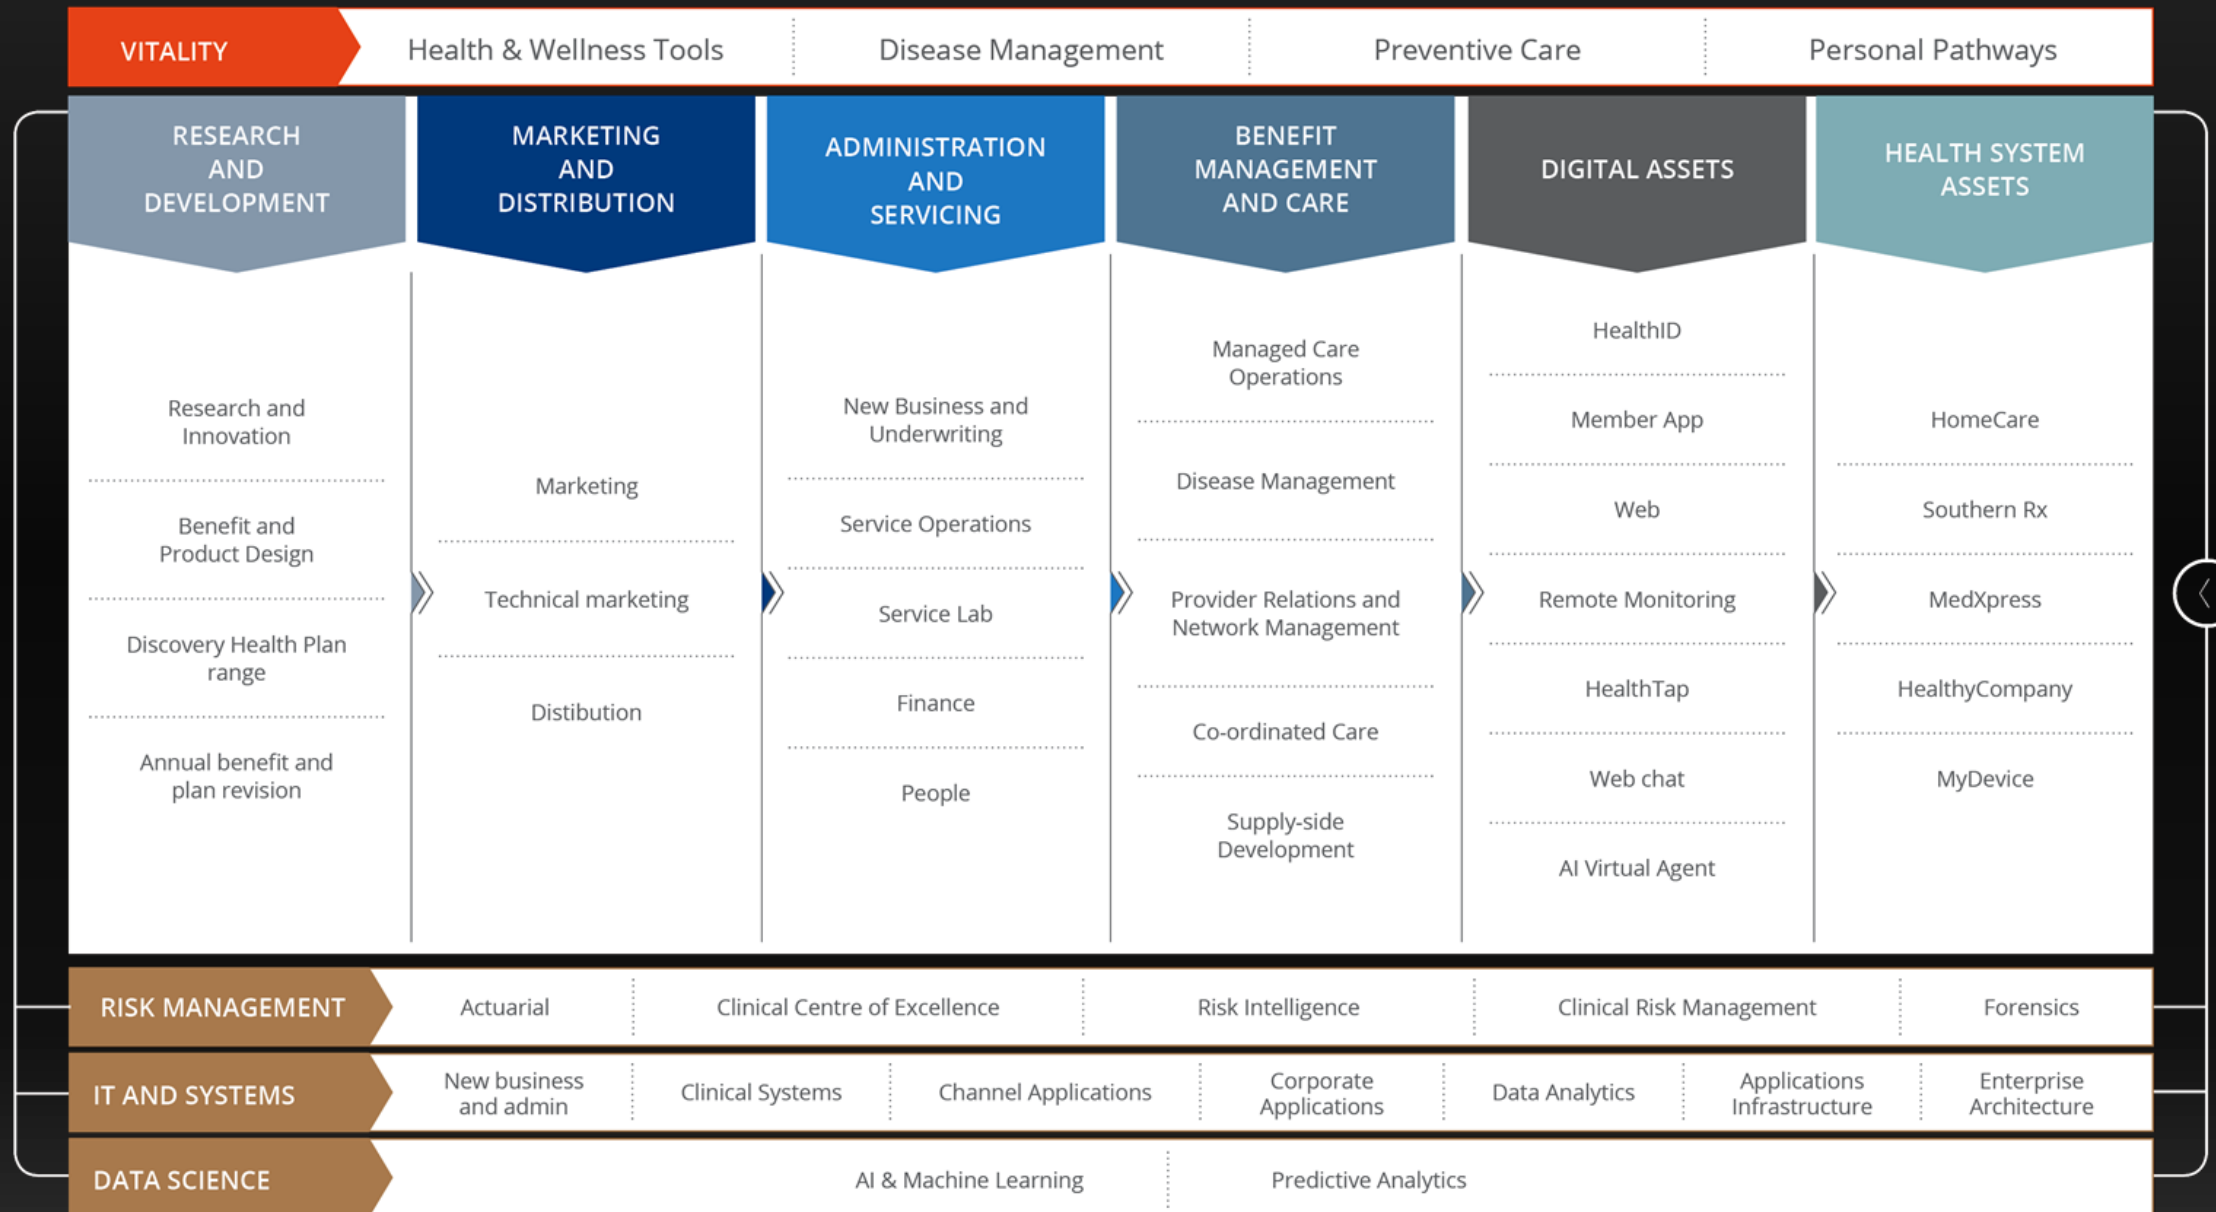 VITALITY
Health & Wellness Tools
Disease Management
Preventive Care
Personal Pathways
RESEARCH
AND
DEVELOPMENT
Research and
Innovation
Benefit and
Product Design
Discovery Health Plan
range
Annual benefit and
plan revision
MARKETING
AND
DISTRIBUTION
Marketing
Technical marketing
Distibution
ADMINISTRATION
AND
SERVICING
New Business and
Underwriting
Service Operations
Service Lab
Finance
People
BENEFIT
MANAGEMENT
AND CARE
Managed Care
Operations
Disease Management
Provider Relations and
Network Management
Co-ordinated Care
Supply-side
Development
DIGITAL ASSETS
HealthID
Member App
Web
Remote Monitoring
HealthTap
Web chat
AI Virtual Agent
HEALTH SYSTEM
ASSETS
HomeCare
Southern Rx
MedXpress
HealthyCompany
MyDevice
RISK MANAGEMENT
Actuarial
Clinical Centre of Excellence
Risk Intelligence
Clinical Risk Management
Forensics
IT AND SYSTEMS
New business
and admin
Clinical Systems
Channel Applications
Corporate
Applications
Data Analytics
Applications
Infrastructure
Enterprise
Architecture
DATA SCIENCE
AI & Machine Learning
Predictive Analytics